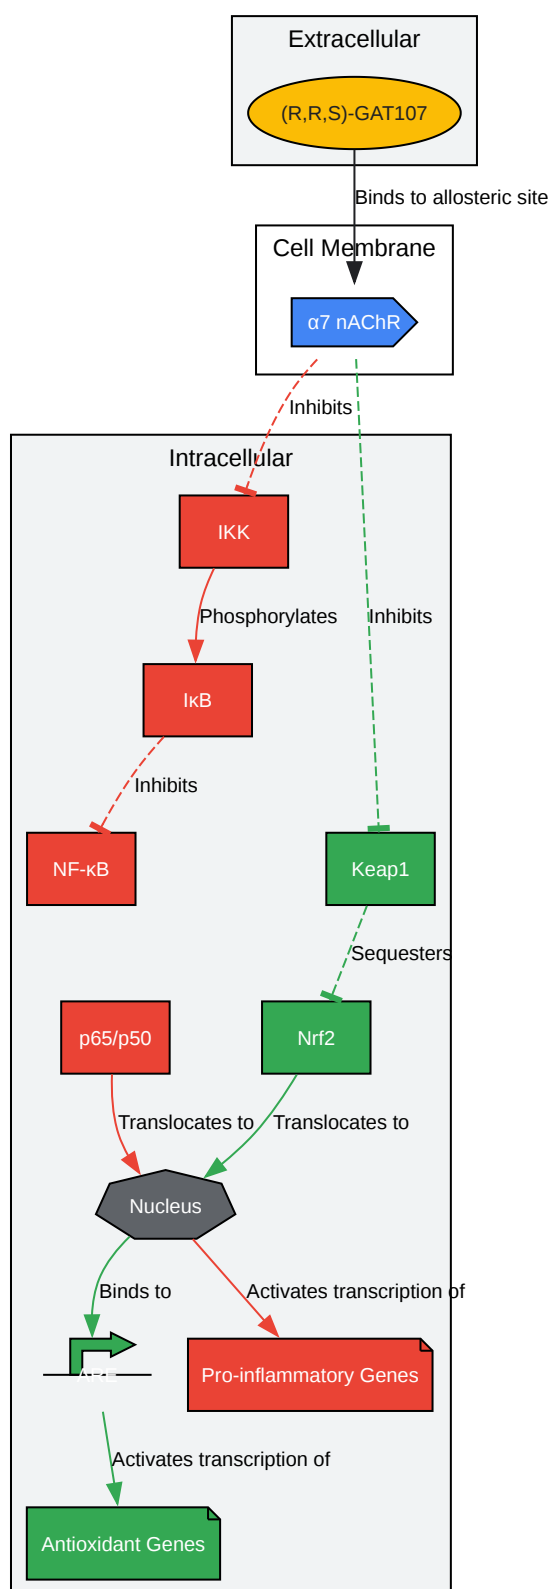 Extracellular
(R,R,S)-GAT107
Binds to allosteric site
Cell Membrane
α7 nAChR
Inhibits
Intracellular
IKK
Phosphorylates
Inhibits
IκB
Inhibits
NF-κB
Keap1
Sequesters
p65/p50
Nrf2
Translocates to
Translocates to
Nucleus
Binds to
Activates transcription of
ARE
Pro-inflammatory Genes
Activates transcription of
Antioxidant Genes